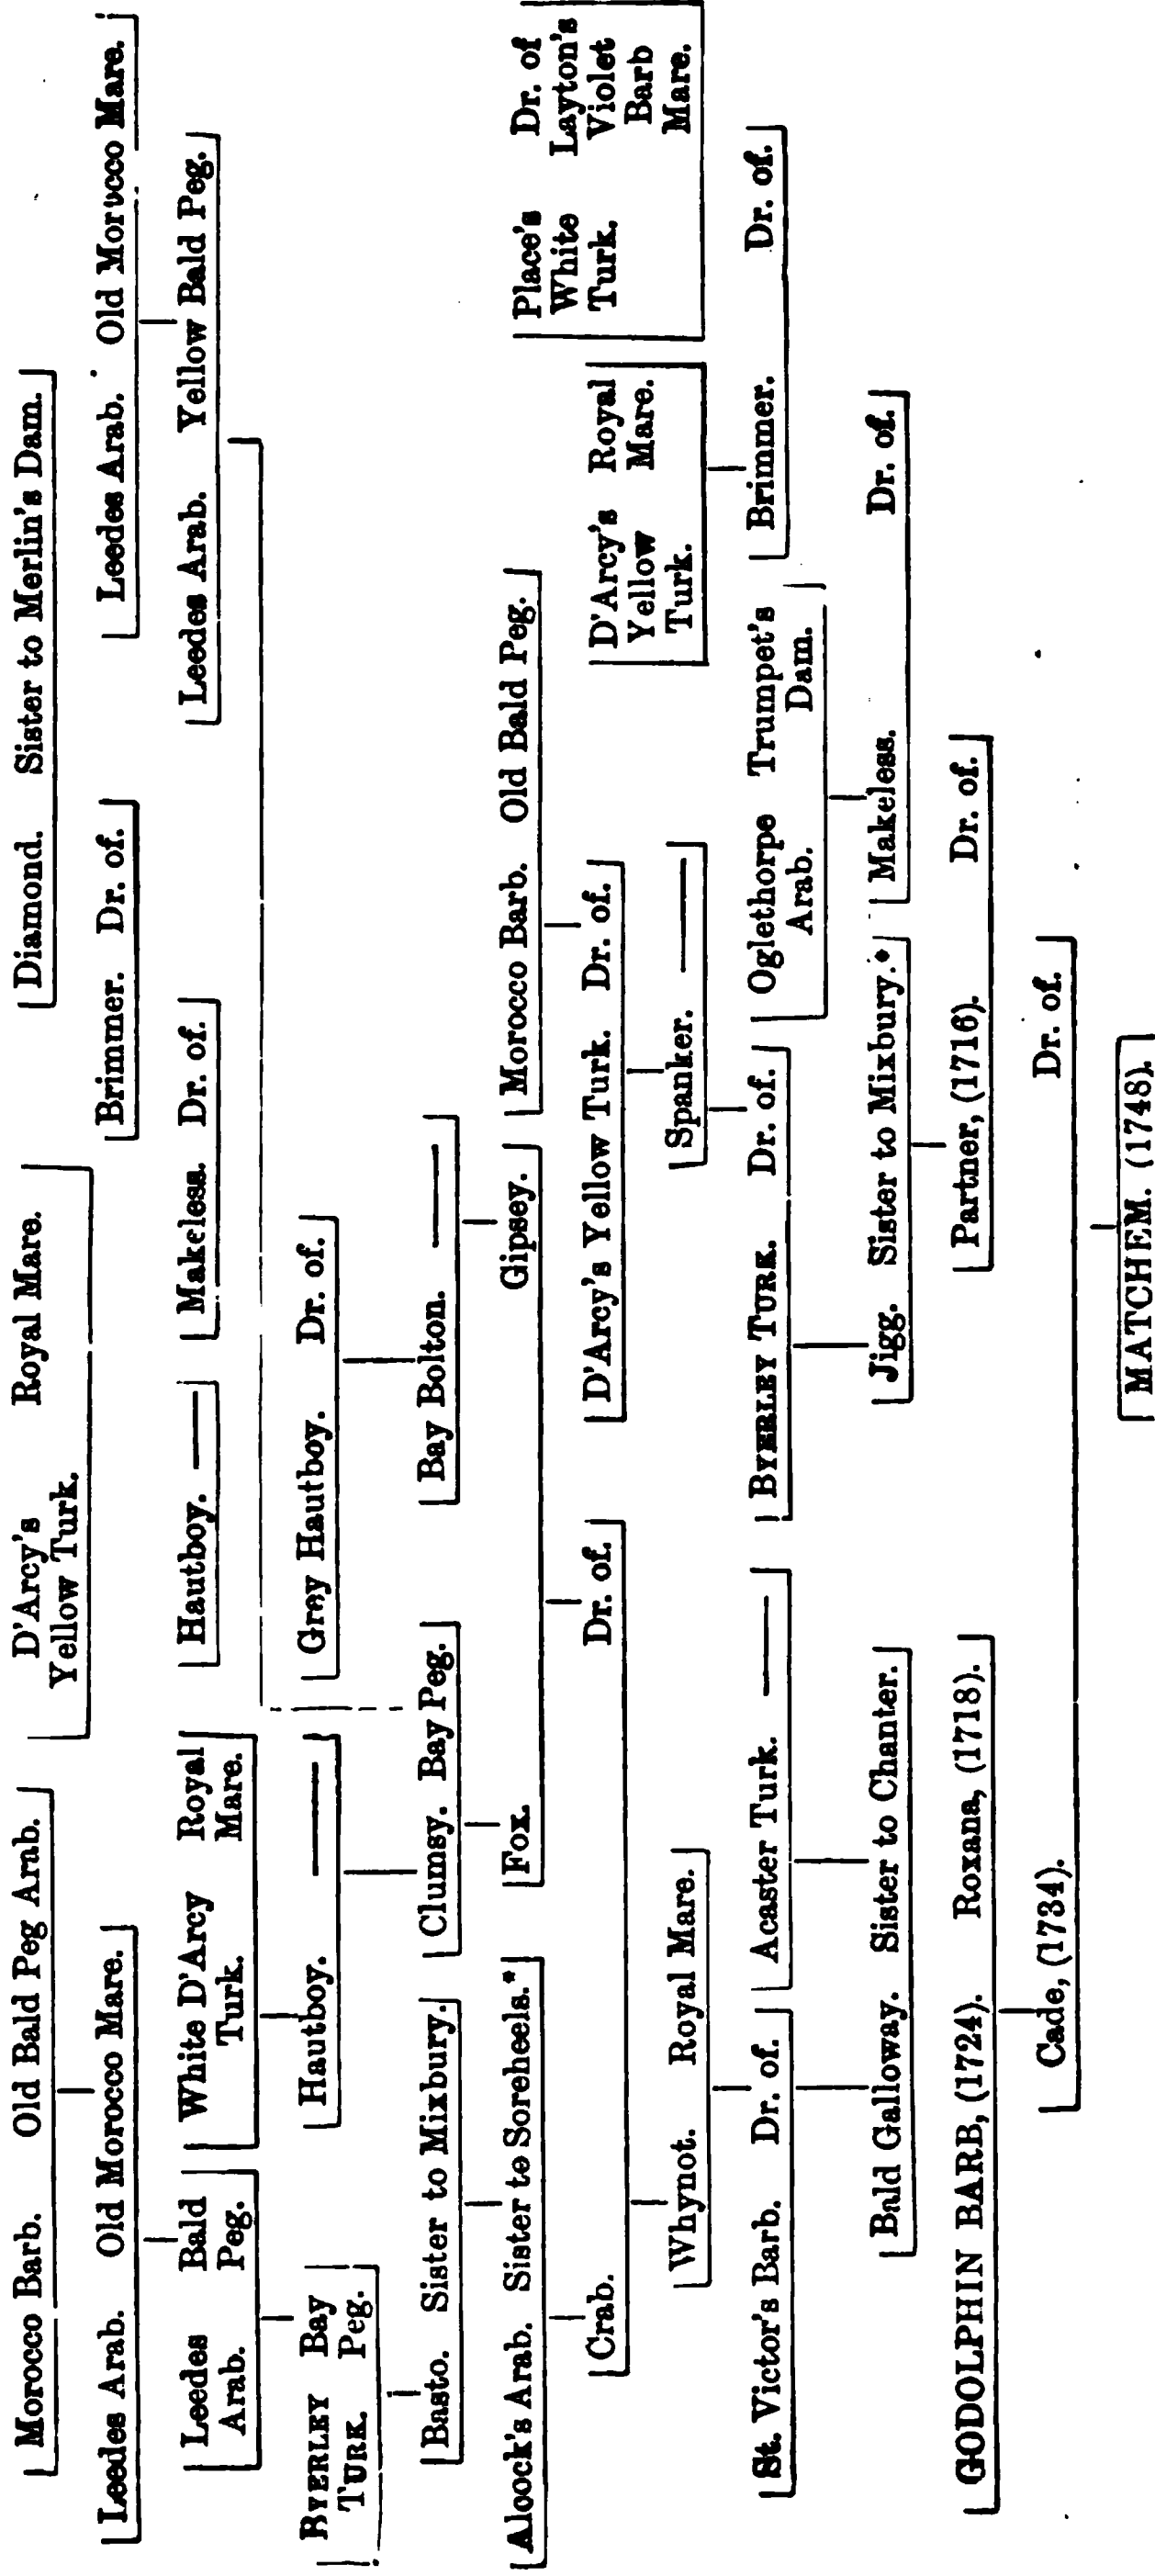 Morocco Barb. Old Bald Peg Arab. D'Arcy's Yellow Turk. Royal Mare. Diamond. Sister to Merlin's Dam.
Leedes Arab. Old Morocco Mare. Brimmer. Dr. of. Leedes Arab. Old Morocco Mare.
Leedes Arab. Bald Peg. White D'Arcy Turk. Royal Mare. Hautboy. —— Makeless. Dr. of. Leedes Arab. Yellow Bald Peg.
BYERLEY TURK. Bay Peg. Hautboy. —— Grey Hautboy. Dr. of.
Basto. Sister to Mixbury. Clumsy. Bay Peg. Bay Bolton. ——
Alcock's Arab. Sister to Soreheels.* Fox. Gipsey. Morocco Barb. Old Bald Peg. Place's White Turk. Dr. of Layton's Violet Barb Mare.
Crab. Dr. of. D'Arcy's Yellow Turk. Dr. of. D'Arcy's Yellow Turk. Royal Mare.
Whynot. Royal Mare. Spanker. ——
St. Victor's Barb. Dr. of. Acaster Turk. —— BYERLEY TURK. Dr. of. Oglethorpe Arab. Trumpet's Dam. Brimmer. Dr. of.
Bald Galloway. Sister to Chanter. Jigg. Sister to Mixbury.* Makeless. Dr. of.
GODOLPHIN BARB, (1724). Roxana, (1718). Partner, (1716). Dr. of.
Cade, (1734). Dr. of.
MATCHEM. (1748).